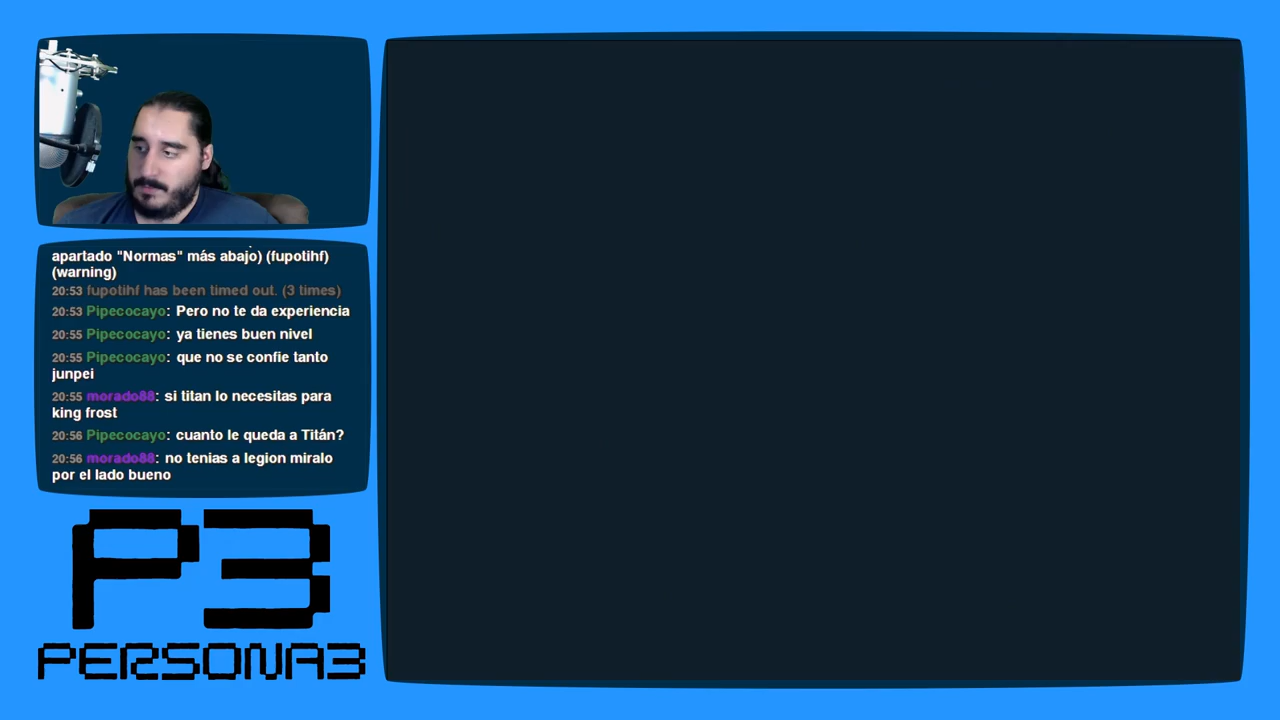 apartado "Normas" más abajo) (fupotihf)
(warning)
20:53 fupotihf has been timed out. (3 times)
20:53 Pipecocayo: Pero no te da experiencia
20:55 Pipecocayo: ya tienes buen nivel
20:55 Pipecocayo: que no se confie tanto
junpei
20:55 morado88: si titan lo necesitas para
king frost
20:56 Pipecocayo: cuanto le queda a Titán?
20:56 morado88: no tenias a legion miralo
por el lado bueno
P3
PERSONA3